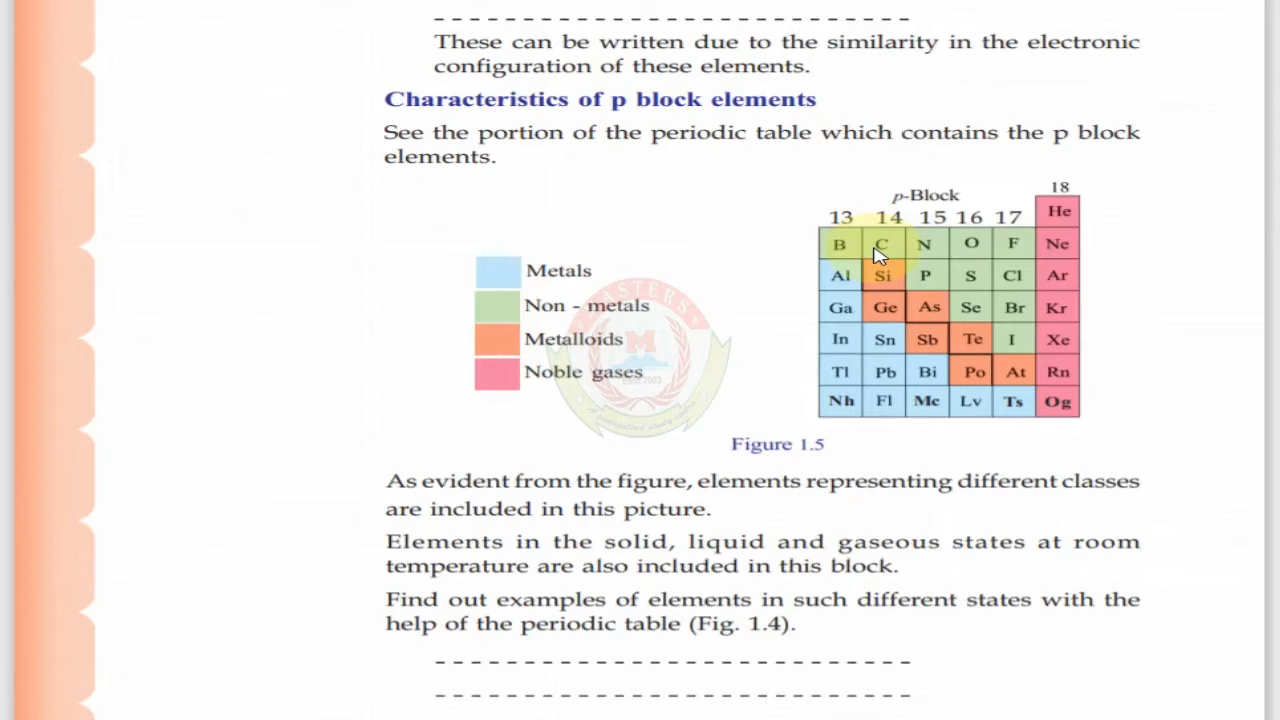 These can be written due to the similarity in the electronic
configuration of these elements.
Characteristics of p block elements
See the portion of the periodic table which contains the p block
elements.
18
p-Block
13 14 15 16 17 He
B C N O F Ne
Al Si P S Cl Ar
Ga Ge As Se Br Kr
In Sn Sb Te I Xe
Tl Pb Bi Po At Rn
Nh Fl Mc Lv Ts Og
Metals
Non - metals
Metalloids
Noble gases
MASTERS
M
ESTD 2003
Figure 1.5
As evident from the figure, elements representing different classes
are included in this picture.
Elements in the solid, liquid and gaseous states at room
temperature are also included in this block.
Find out examples of elements in such different states with the
help of the periodic table (Fig. 1.4).